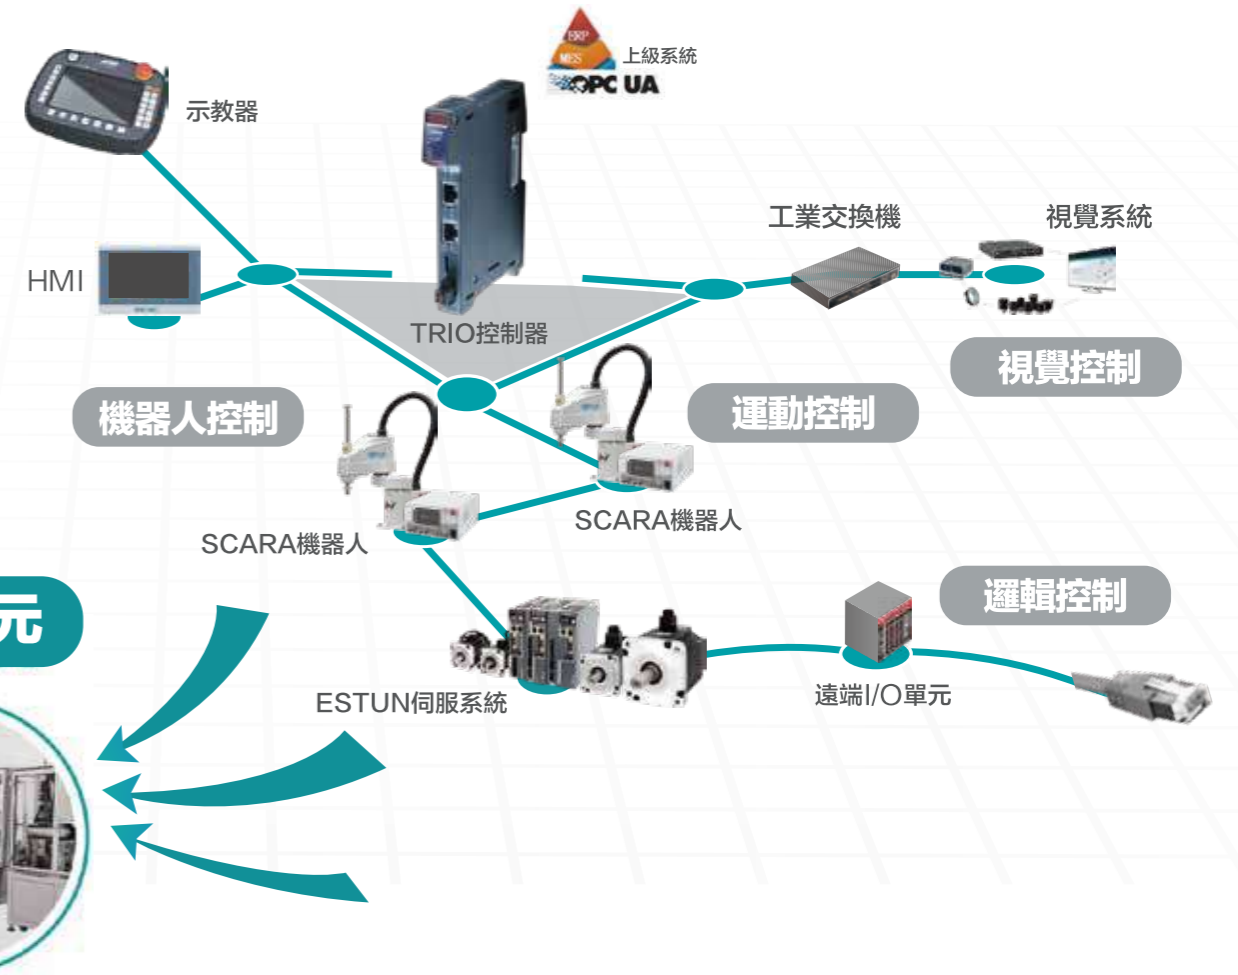 ERP
MES
上級系統
OPC UA
示教器
工業交換機
視覺系統
HMI
TRIO控制器
視覺控制
機器人控制
運動控制
SCARA機器人
SCARA機器人
邏輯控制
元
ESTUN伺服系統
遠端I/O單元